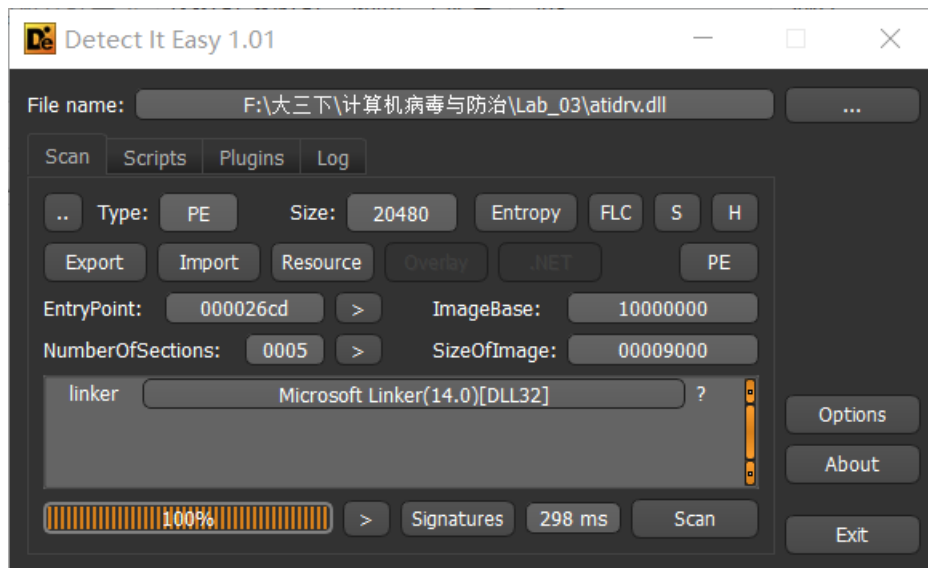 Detect It Easy 1.01
File name: F:\大三下\计算机病毒与防治\Lab_03\atidrv.dll ...
Scan Scripts Plugins Log
.. Type: PE Size: 20480 Entropy FLC S H
Export Import Resource Overlay .NET PE
EntryPoint: 000026cd > ImageBase: 10000000
NumberOfSections: 0005 > SizeOfImage: 00009000
linker Microsoft Linker(14.0)[DLL32] ?
Options
About
100% > Signatures 298 ms Scan
Exit